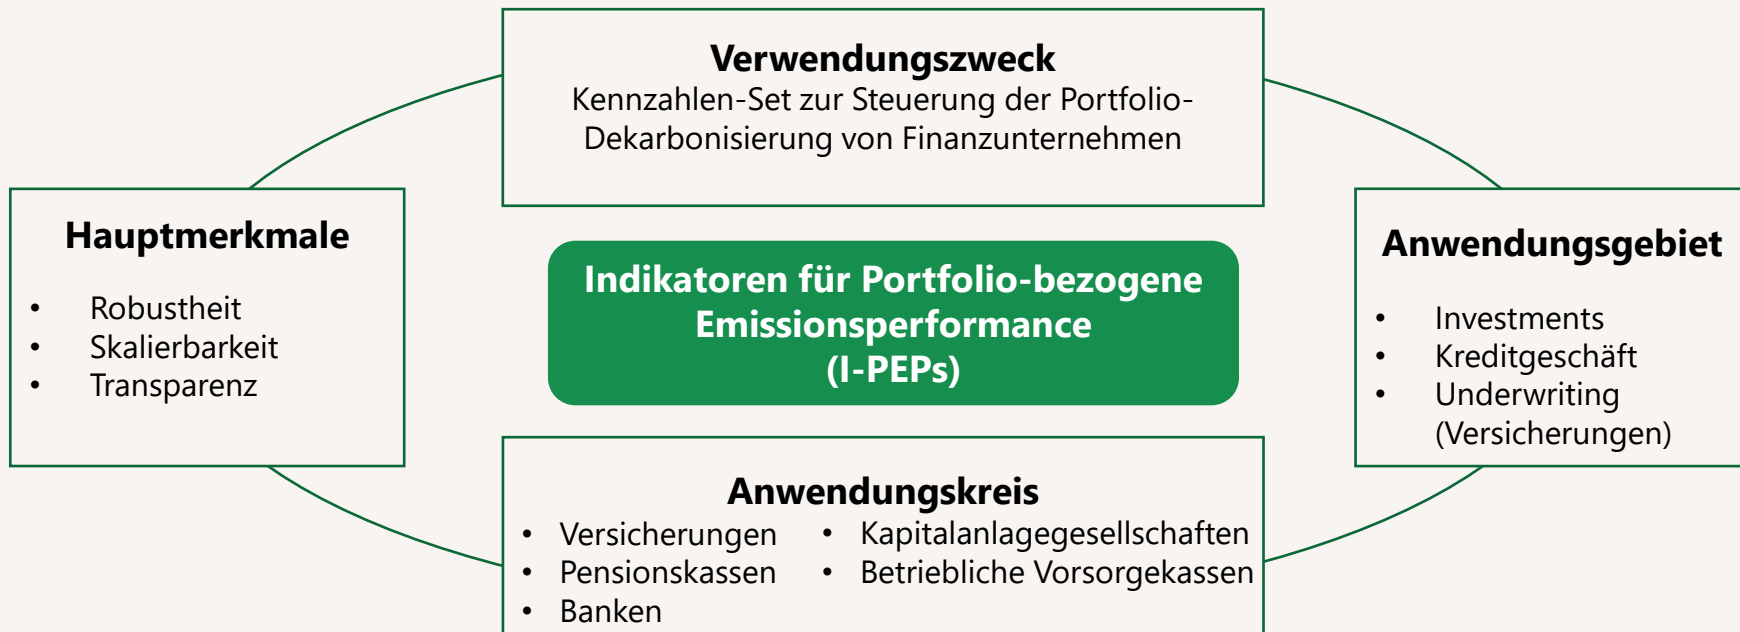 Verwendungszweck
Kennzahlen-Set zur Steuerung der Portfolio-
Dekarbonisierung von Finanzunternehmen
Hauptmerkmale
• Robustheit
• Skalierbarkeit
• Transparenz
Indikatoren für Portfolio-bezogene
Emissionsperformance
(I-PEPs)
Anwendungsgebiet
• Investments
• Kreditgeschäft
• Underwriting
(Versicherungen)
Anwendungskreis
• Versicherungen
• Pensionskassen
• Banken
• Kapitalanlagegesellschaften
• Betriebliche Vorsorgekassen